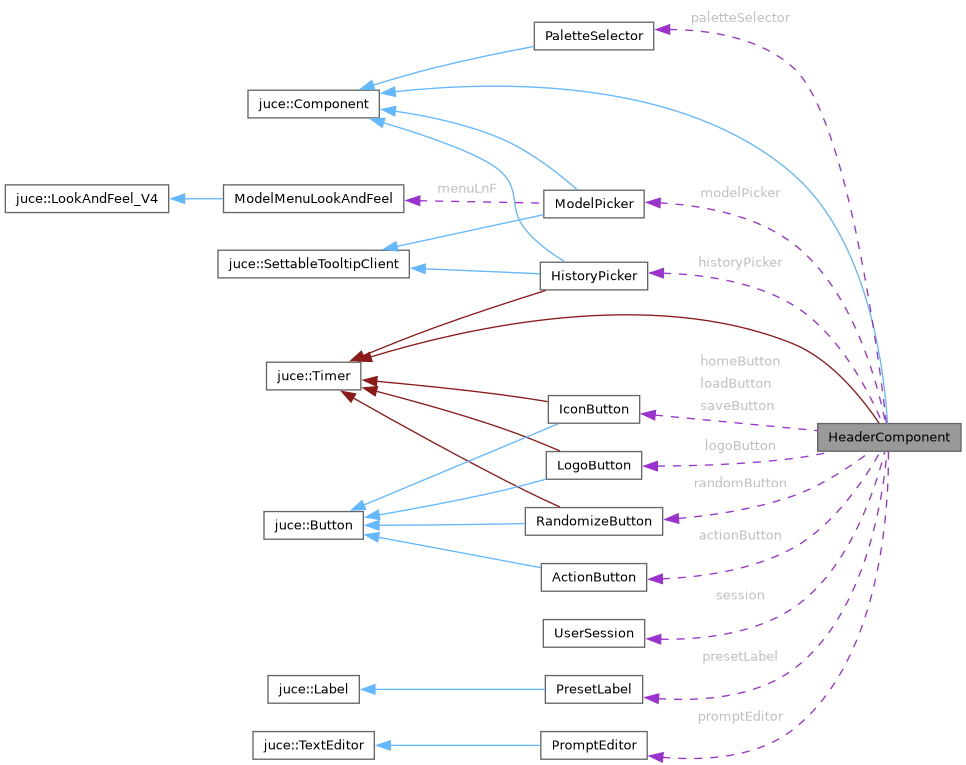 paletteSelector
PaletteSelector
juce::Component
modelPicker
menuLnF
juce::LookAndFeel_V4
ModelMenuLookAndFeel
ModelPicker
historyPicker
juce::SettableTooltipClient
HistoryPicker
homeButton
loadButton
saveButton
juce::Timer
IconButton
HeaderComponent
logoButton
LogoButton
randomButton
juce::Button
RandomizeButton
actionButton
ActionButton
session
UserSession
presetLabel
juce::Label
PresetLabel
promptEditor
juce::TextEditor
PromptEditor